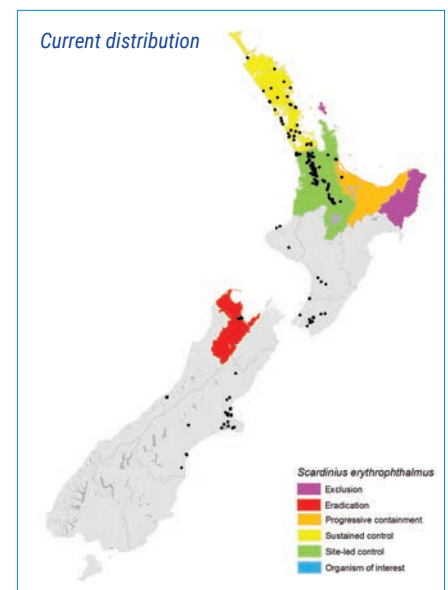 Current distribution
Scardinius erythrophthalmus
Exclusion
Eradication
Progressive containment
Sustained control
Site-led control
Organism of interest